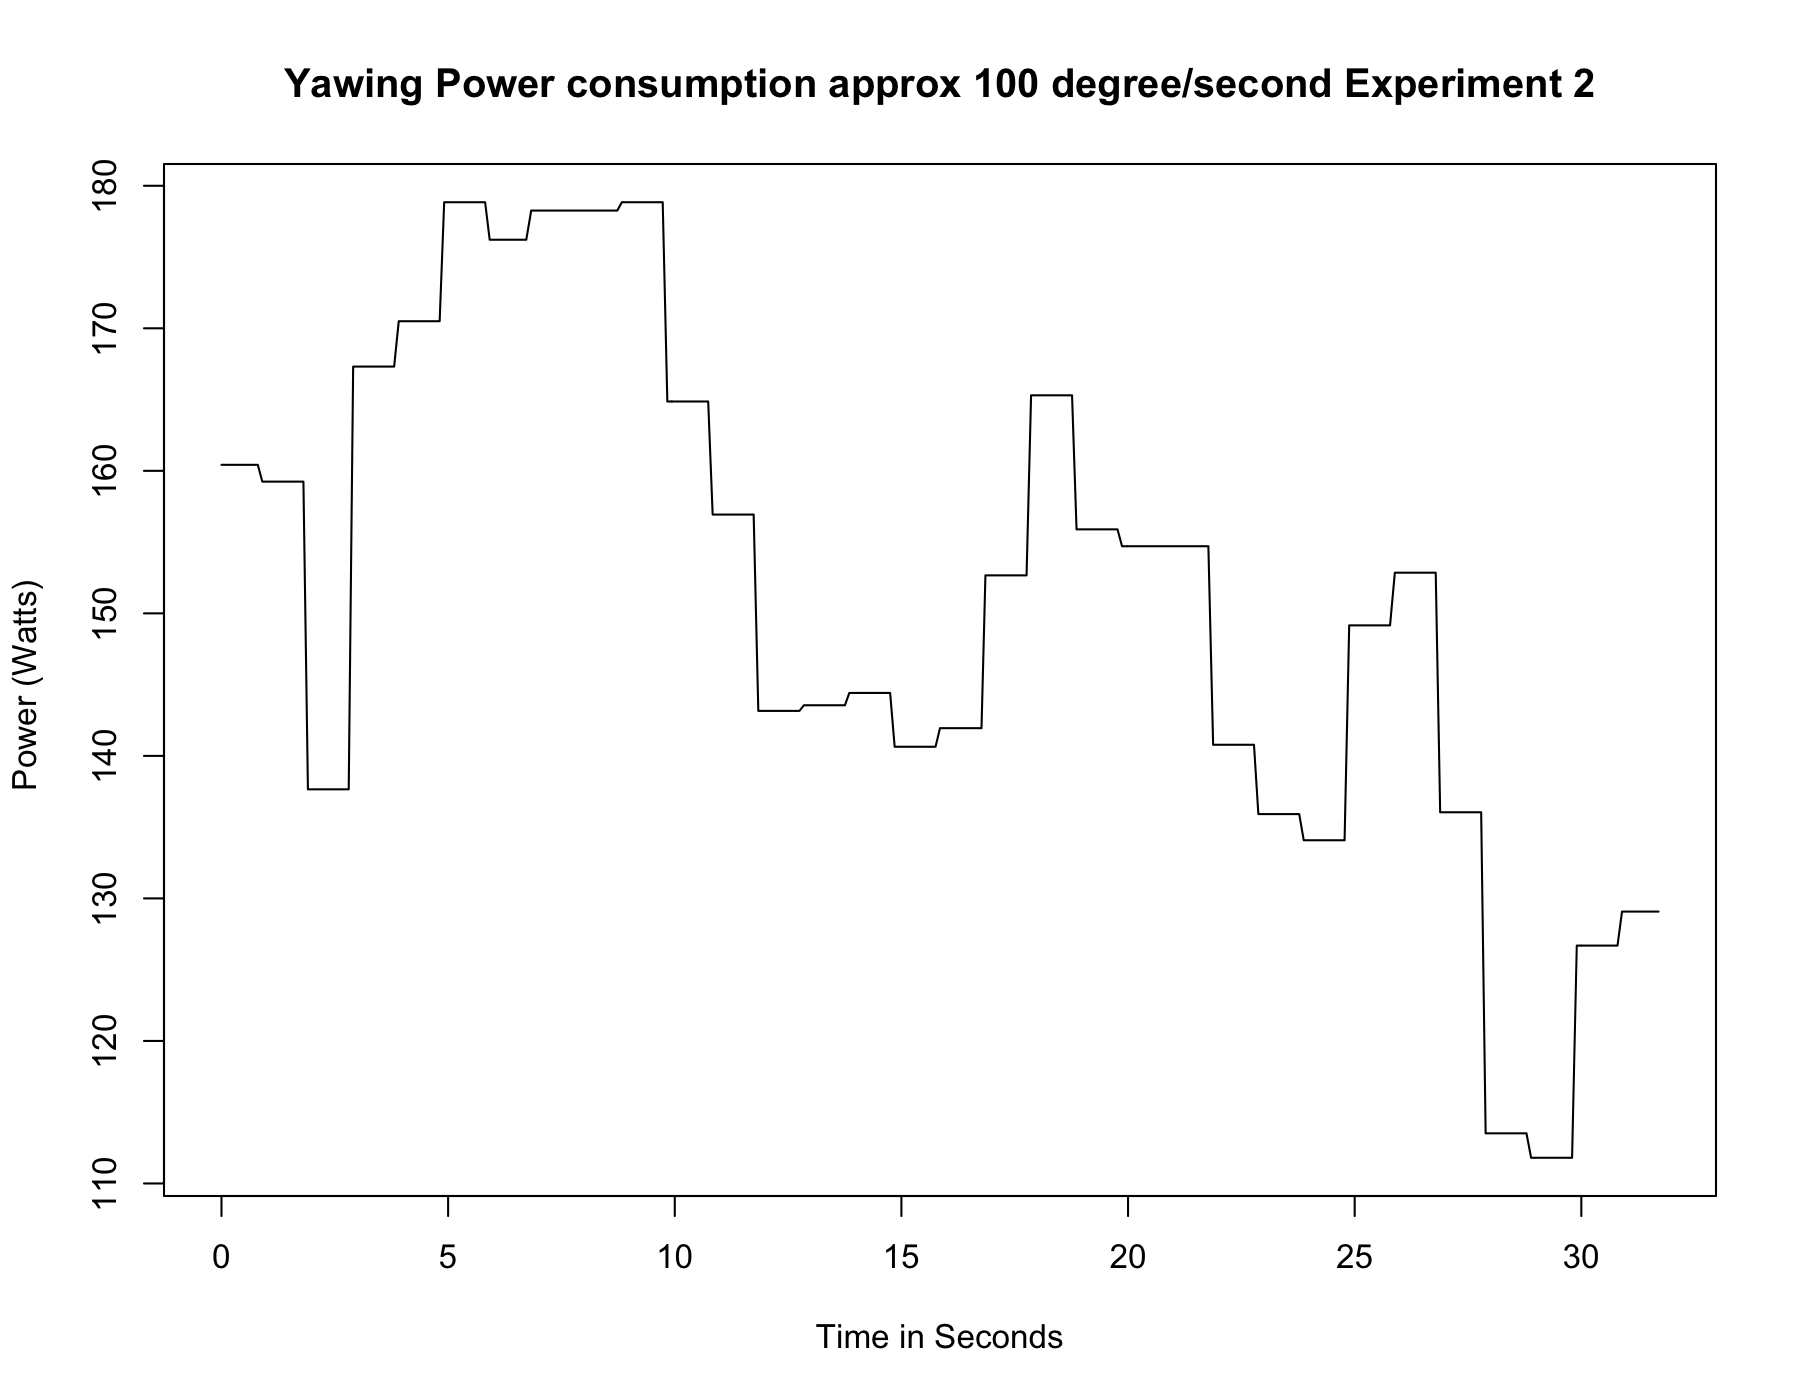 Yawing Power consumption approx 100 degree/second Experiment 2
Power (Watts)
180
170
160
150
140
130
120
110
0 5 10 15 20 25 30
Time in Seconds